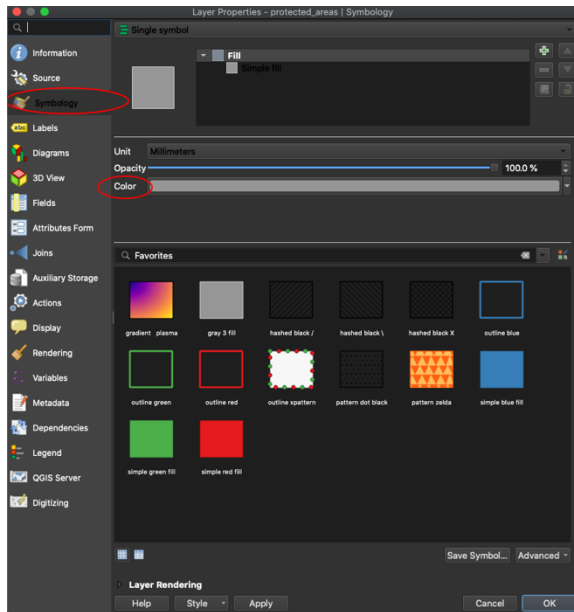 Layer Properties - protected_areas | Symbology
Single symbol
Information
Source
Symbology
Labels
Diagrams
3D View
Fields
Attributes Form
Joins
Auxiliary Storage
Actions
Display
Rendering
Variables
Metadata
Dependencies
Legend
QGIS Server
Digitizing
abc
Fill
Simple fill
Unit Millimeters
Opacity 100.0 %
Color
Favorites
gradient plasma gray 3 fill hashed black / hashed black \ hashed black X outline blue
outline green outline red outline xpattern pattern dot black pattern zelda simple blue fill
simple green fill simple red fill
Save Symbol... Advanced
Layer Rendering
Help Style Apply Cancel OK